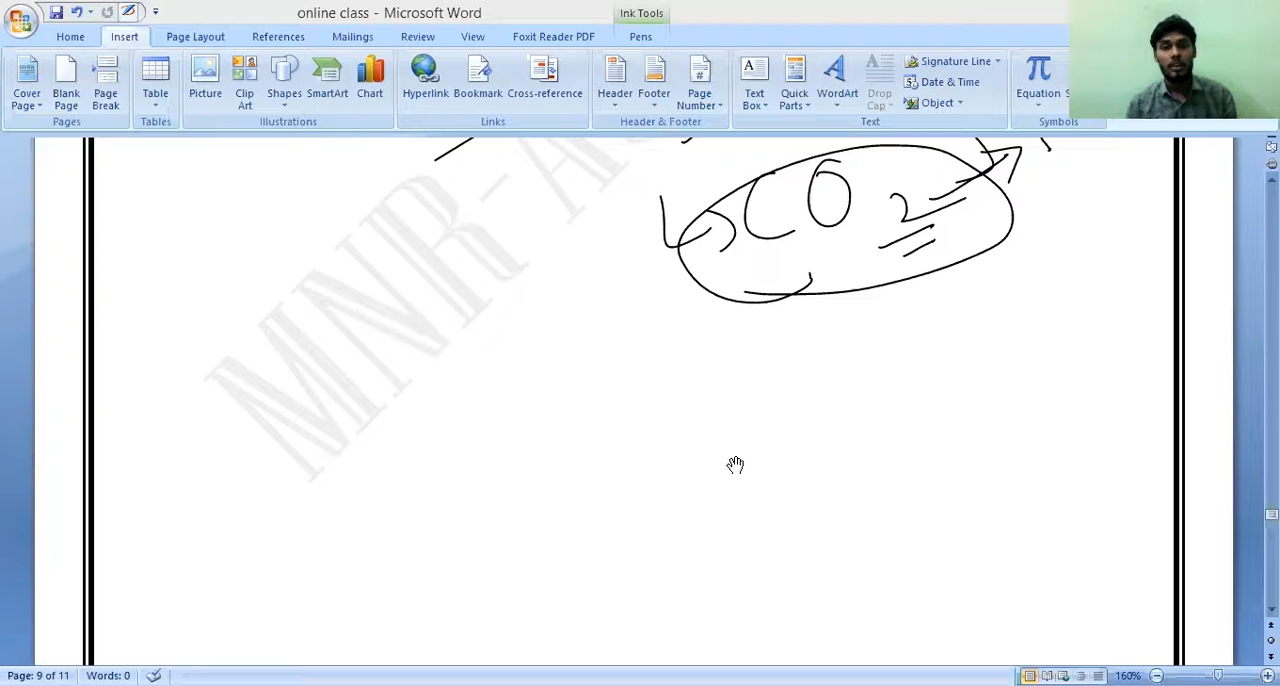 online class - Microsoft Word
Ink Tools
Home Insert Page Layout References Mailings Review View Foxit Reader PDF Pens
Cover Page
Blank Page
Page Break
Table
Picture
Clip Art
Shapes
SmartArt
Chart
Hyperlink
Bookmark
Cross-reference
Header
Footer
Page Number
Text Box
Quick Parts
WordArt
Drop Cap
Signature Line
Date & Time
Object
π
Equation
S
Pages Tables Illustrations Links Header & Footer Text Symbols
CO2
MNR-A
Page: 9 of 11 Words: 0 160%